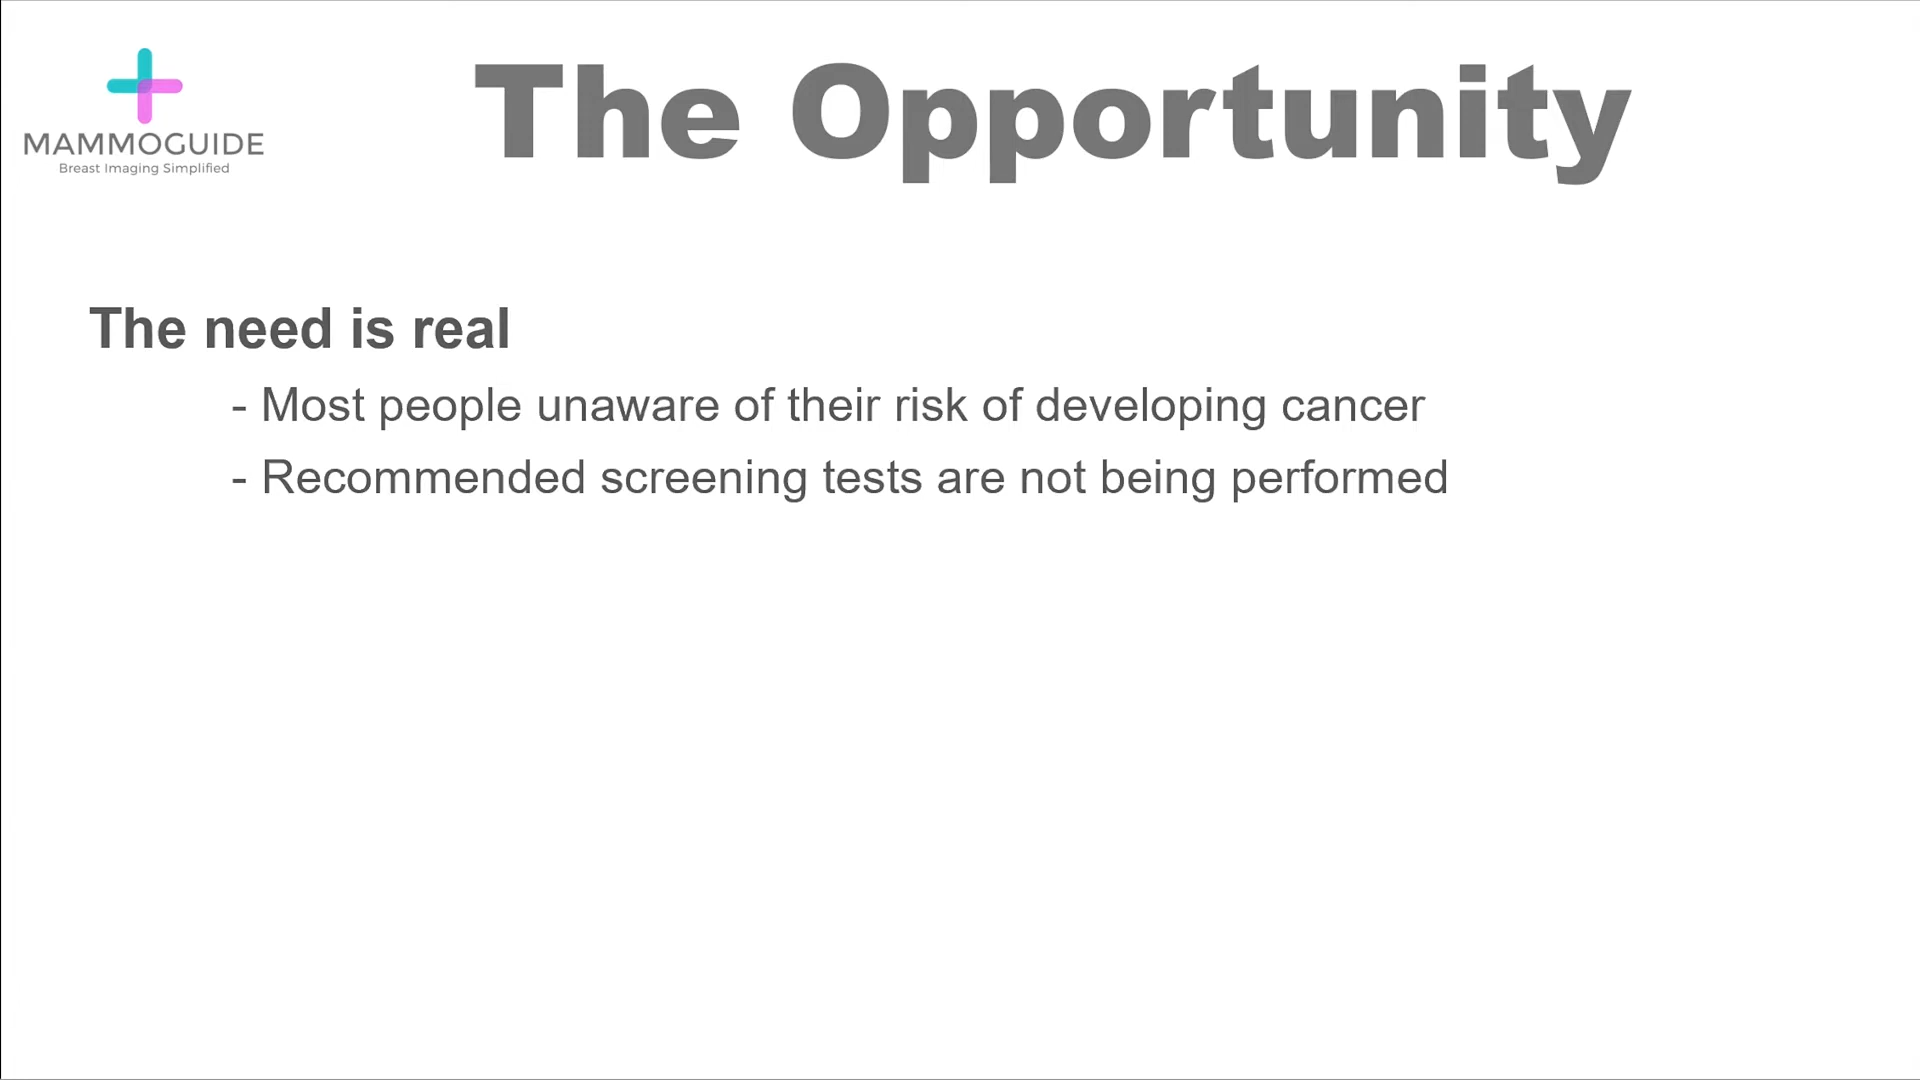 The Opportunity
MAMMOGUIDE
Breast Imaging Simplified
The need is real
- Most people unaware of their risk of developing cancer
- Recommended screening tests are not being performed